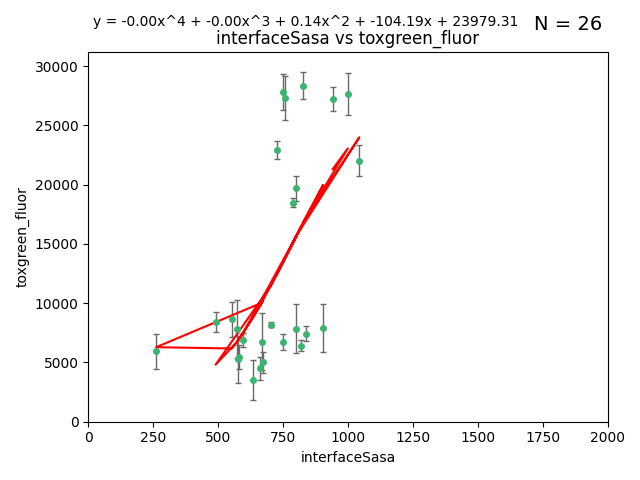 y = -0.00x^4 + -0.00x^3 + 0.14x^2 + -104.19x + 23979.31
N = 26
interfaceSasa vs toxgreen_fluor
30000
25000
20000
15000
10000
5000
0
toxgreen_fluor
0 250 500 750 1000 1250 1500 1750 2000
interfaceSasa